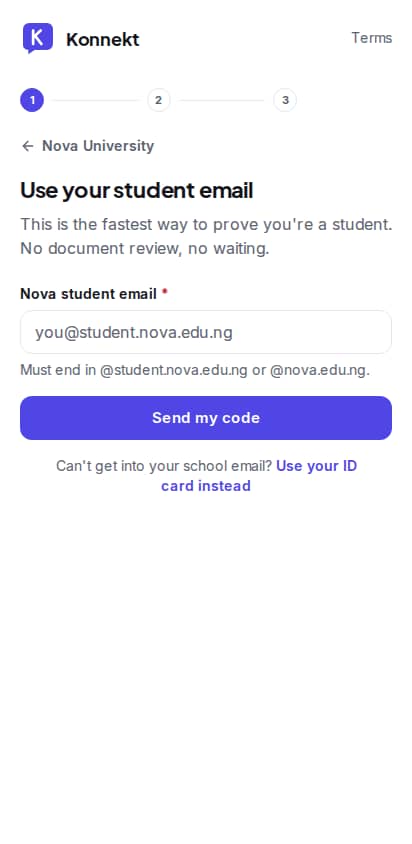 K Konnekt
Terms
1 2 3
← Nova University
Use your student email
This is the fastest way to prove you're a student.
No document review, no waiting.
Nova student email *
you@student.nova.edu.ng
Must end in @student.nova.edu.ng or @nova.edu.ng.
Send my code
Can't get into your school email? Use your ID
card instead